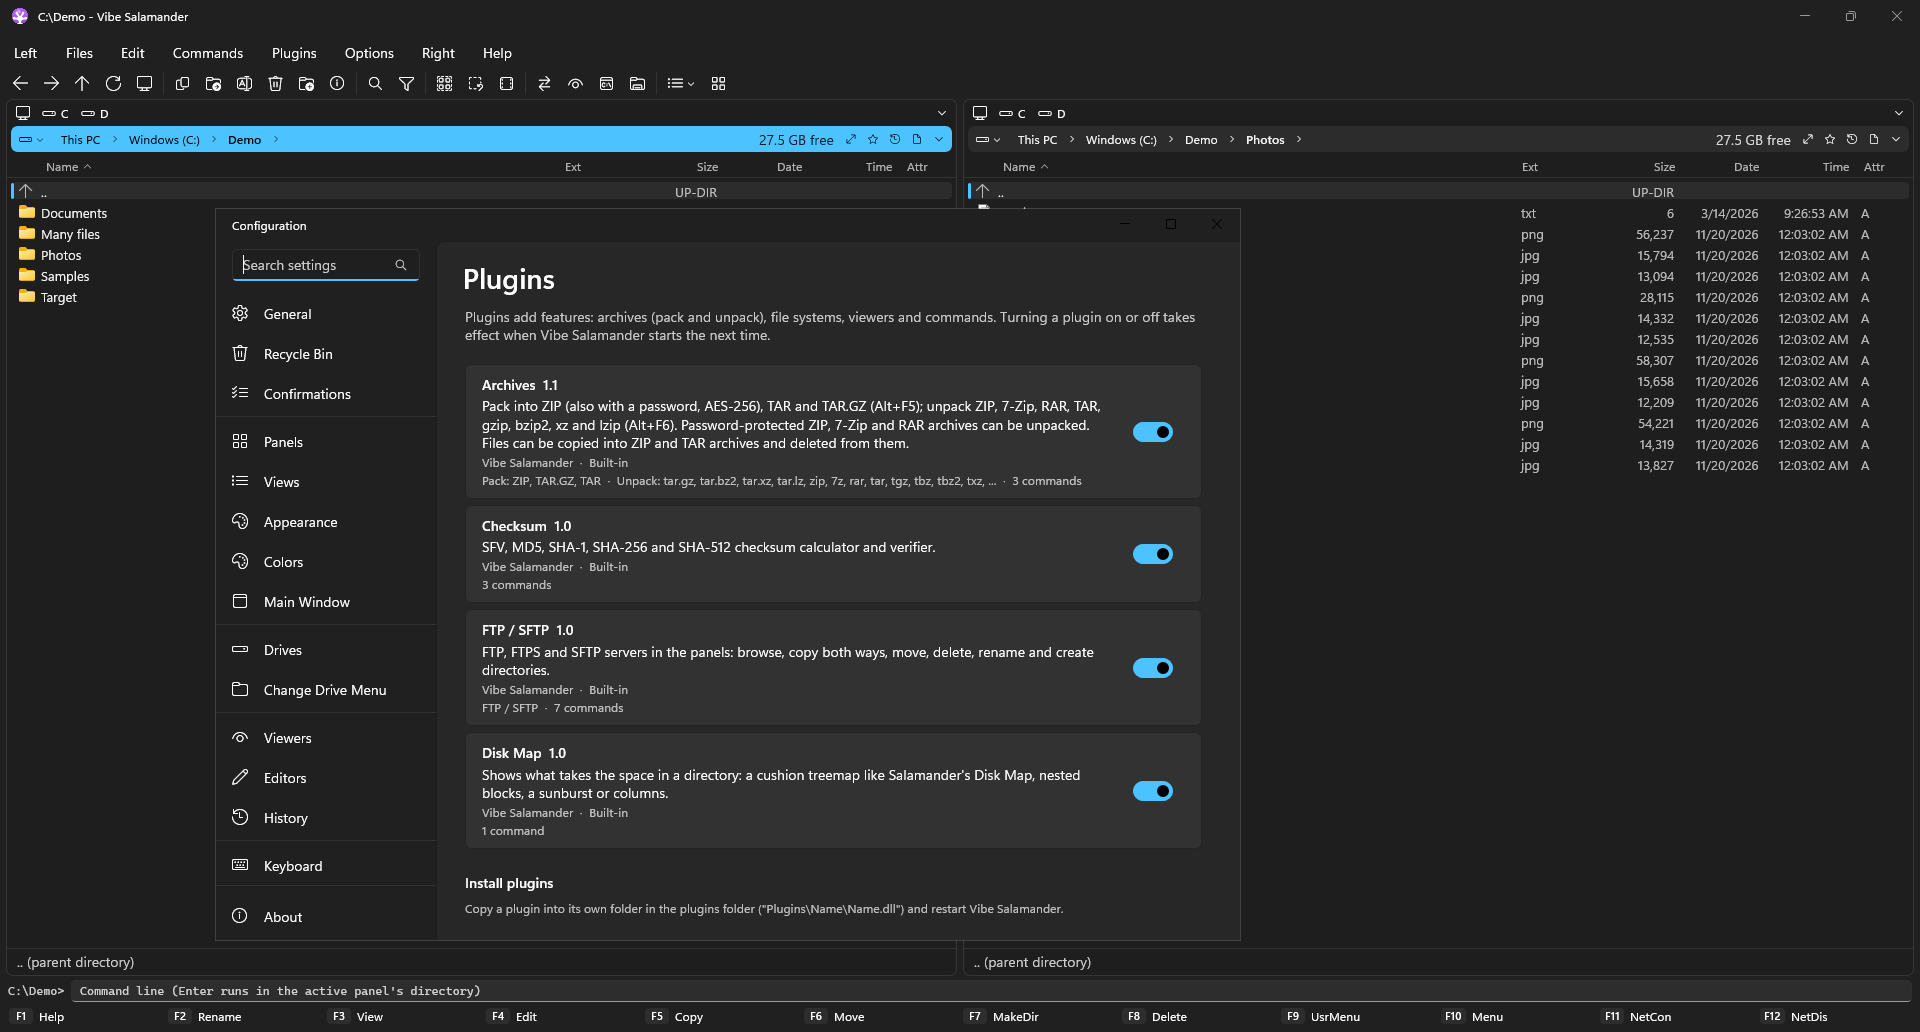 C:\Demo - Vibe Salamander
Left Files Edit Commands Plugins Options Right Help
C D
This PC Windows (C:) Demo 27.5 GB free
Name Ext Size Date Time Attr
.. UP-DIR
Documents
Many files
Photos
Samples
Target
C D
This PC Windows (C:) Demo Photos 27.5 GB free
Name Ext Size Date Time Attr
.. UP-DIR
txt 6 3/14/2026 9:26:53 AM A
png 56,237 11/20/2026 12:03:02 AM A
jpg 15,794 11/20/2026 12:03:02 AM A
jpg 13,094 11/20/2026 12:03:02 AM A
png 28,115 11/20/2026 12:03:02 AM A
jpg 14,332 11/20/2026 12:03:02 AM A
jpg 12,535 11/20/2026 12:03:02 AM A
png 58,307 11/20/2026 12:03:02 AM A
jpg 15,658 11/20/2026 12:03:02 AM A
jpg 12,209 11/20/2026 12:03:02 AM A
png 54,221 11/20/2026 12:03:02 AM A
jpg 14,319 11/20/2026 12:03:02 AM A
jpg 13,827 11/20/2026 12:03:02 AM A
Configuration
Search settings
General
Recycle Bin
Confirmations
Panels
Views
Appearance
Colors
Main Window
Drives
Change Drive Menu
Viewers
Editors
History
Keyboard
About
Plugins
Plugins add features: archives (pack and unpack), file systems, viewers and commands. Turning a plugin on or off takes
effect when Vibe Salamander starts the next time.
Archives 1.1
Pack into ZIP (also with a password, AES-256), TAR and TAR.GZ (Alt+F5); unpack ZIP, 7-Zip, RAR, TAR,
gzip, bzip2, xz and lzip (Alt+F6). Password-protected ZIP, 7-Zip and RAR archives can be unpacked.
Files can be copied into ZIP and TAR archives and deleted from them.
Vibe Salamander · Built-in
Pack: ZIP, TAR.GZ, TAR · Unpack: tar.gz, tar.bz2, tar.xz, tar.lz, zip, 7z, rar, tar, tgz, tbz, tbz2, txz, ... · 3 commands
Checksum 1.0
SFV, MD5, SHA-1, SHA-256 and SHA-512 checksum calculator and verifier.
Vibe Salamander · Built-in
3 commands
FTP / SFTP 1.0
FTP, FTPS and SFTP servers in the panels: browse, copy both ways, move, delete, rename and create
directories.
Vibe Salamander · Built-in
FTP / SFTP · 7 commands
Disk Map 1.0
Shows what takes the space in a directory: a cushion treemap like Salamander's Disk Map, nested
blocks, a sunburst or columns.
Vibe Salamander · Built-in
1 command
Install plugins
Copy a plugin into its own folder in the plugins folder ("Plugins\Name\Name.dll") and restart Vibe Salamander.
.. (parent directory)
.. (parent directory)
C:\Demo> Command line (Enter runs in the active panel's directory)
F1 Help F2 Rename F3 View F4 Edit F5 Copy F6 Move F7 MakeDir F8 Delete F9 UsrMenu F10 Menu F11 NetCon F12 NetDis